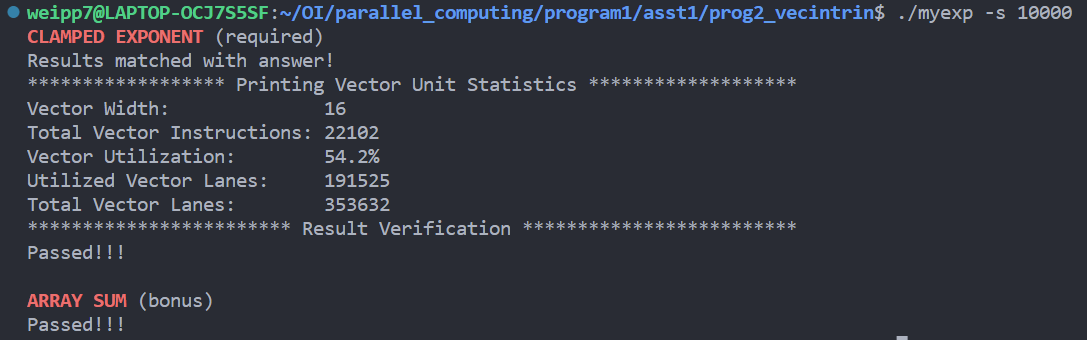 weipp7@LAPTOP-OCJ7S5SF:~/OI/parallel_computing/program1/asst1/prog2_vecintrin$ ./myexp -s 10000
CLAMPED EXPONENT (required)
Results matched with answer!
****************** Printing Vector Unit Statistics *******************
Vector Width:              16
Total Vector Instructions: 22102
Vector Utilization:        54.2%
Utilized Vector Lanes:     191525
Total Vector Lanes:        353632
************************ Result Verification *************************
Passed!!!
ARRAY SUM (bonus)
Passed!!!